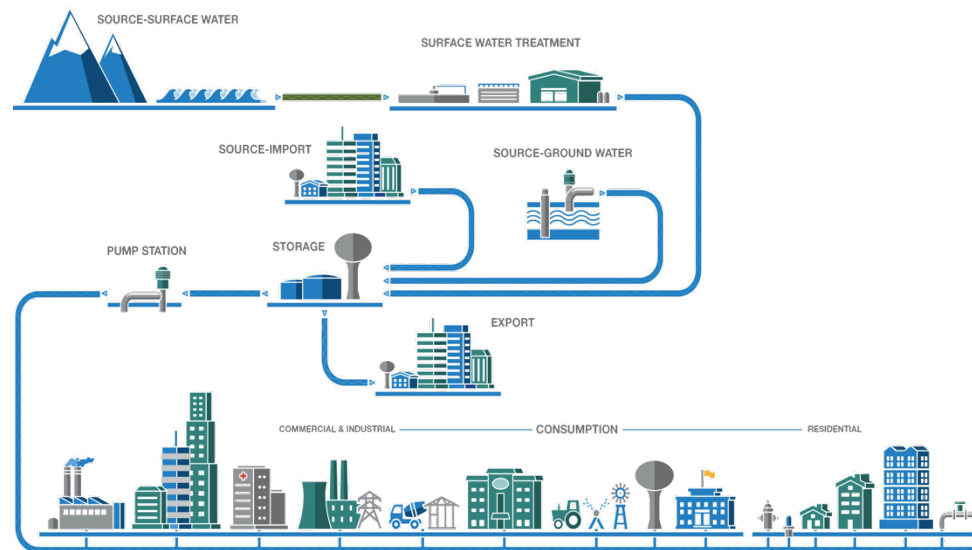 SOURCE-SURFACE WATER
SURFACE WATER TREATMENT
SOURCE-IMPORT
SOURCE-GROUND WATER
STORAGE
PUMP STATION
EXPORT
COMMERCIAL & INDUSTRIAL
CONSUMPTION
RESIDENTIAL